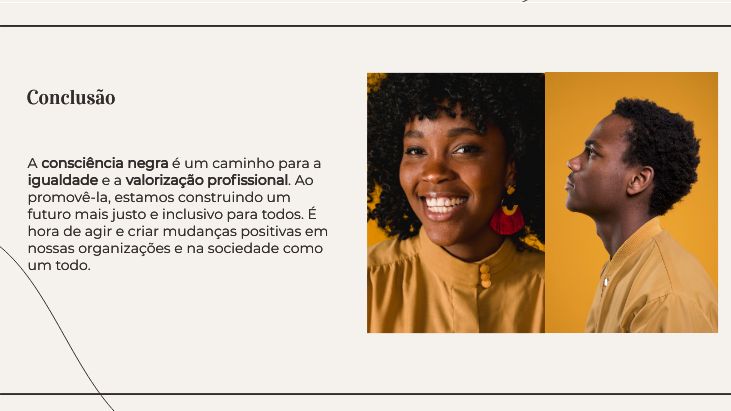 Conclusão
A consciência negra é um caminho para a
igualdade e a valorização profissional. Ao
promovê-la, estamos construindo um
futuro mais justo e inclusivo para todos. É
hora de agir e criar mudanças positivas em
nossas organizações e na sociedade como
um todo.